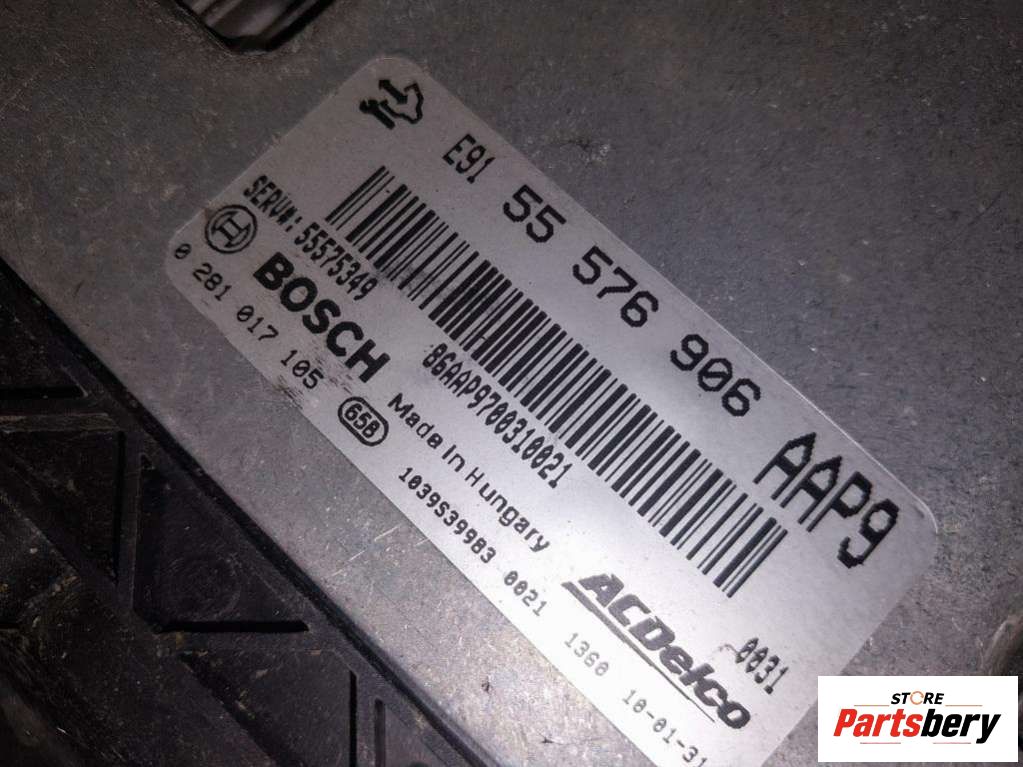 E91 55 576 906 AAP9
SERV#: 55575349
86AAP9700310021
0031
BOSCH
0 281 017 105
658
Made in Hungary
ACDelco
1039S39983 0021 1360 10-01-31
STORE
Partsbery